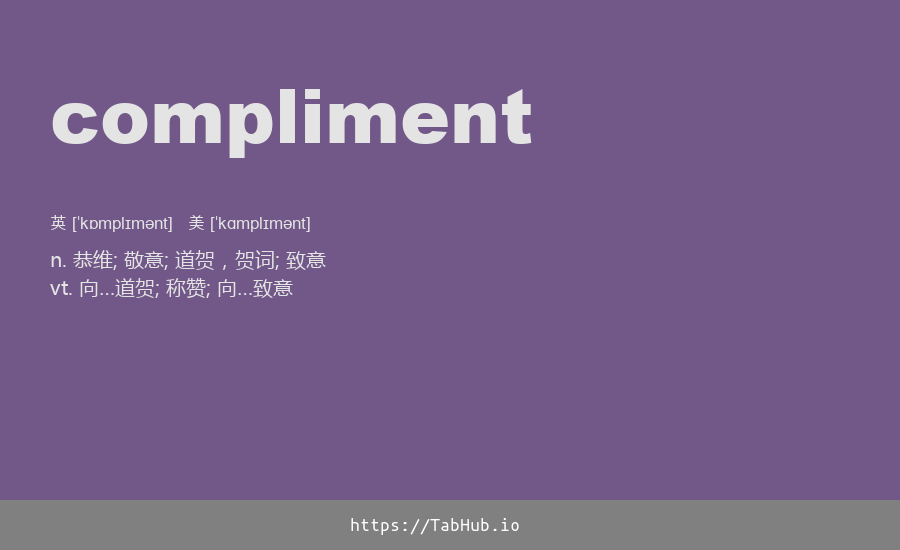 compliment
英 [ˈkɒmplɪmənt] 美 [ˈkɑmplɪmənt]
n. 恭维; 敬意; 道贺，贺词; 致意
vt. 向...道贺; 称赞; 向...致意
https://TabHub.io